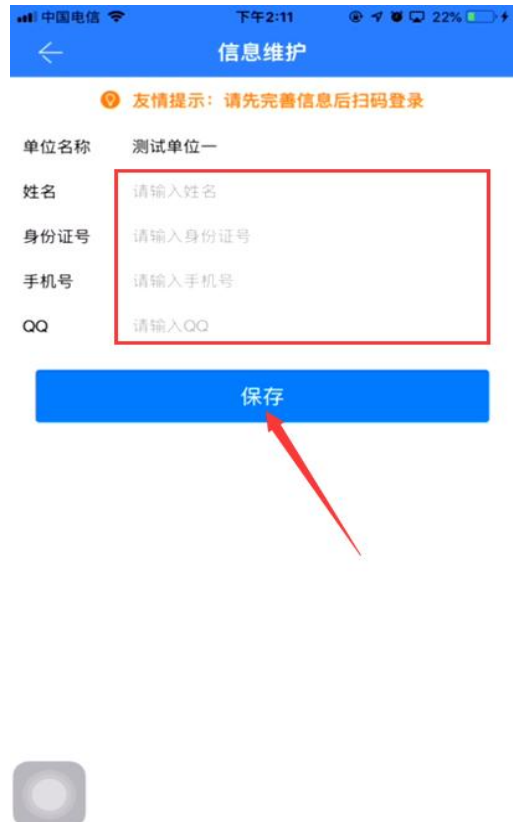 中国电信 下午2:11 22%
信息维护
友情提示：请先完善信息后扫码登录
单位名称 测试单位一
姓名 请输入姓名
身份证号 请输入身份证号
手机号 请输入手机号
QQ 请输入QQ
保存